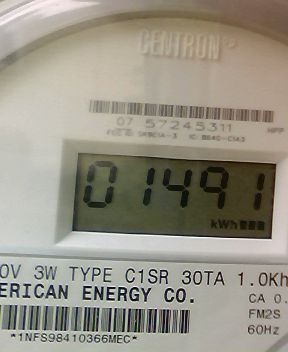 CENTRON®
07 57245311
01491
kWh
0V 3W TYPE C1SR 30TA 1.0Kh
ERICAN ENERGY CO.
CA 0.
FM2S
60Hz
*1NFS98410366MEC*